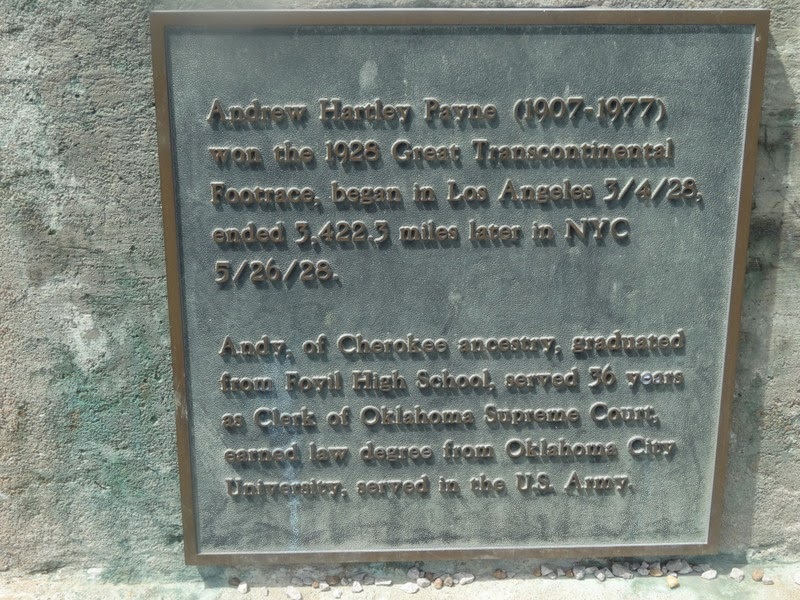 Andrew Hartley Payne (1907-1977)
won the 1928 Great Transcontinental
Footrace, began in Los Angeles 3/4/28,
ended 3,422.3 miles later in NYC
5/26/28.
Andy, of Cherokee ancestry, graduated
from Foyil High School, served 36 years
as Clerk of Oklahoma Supreme Court,
earned law degree from Oklahoma City
University, served in the U.S. Army.